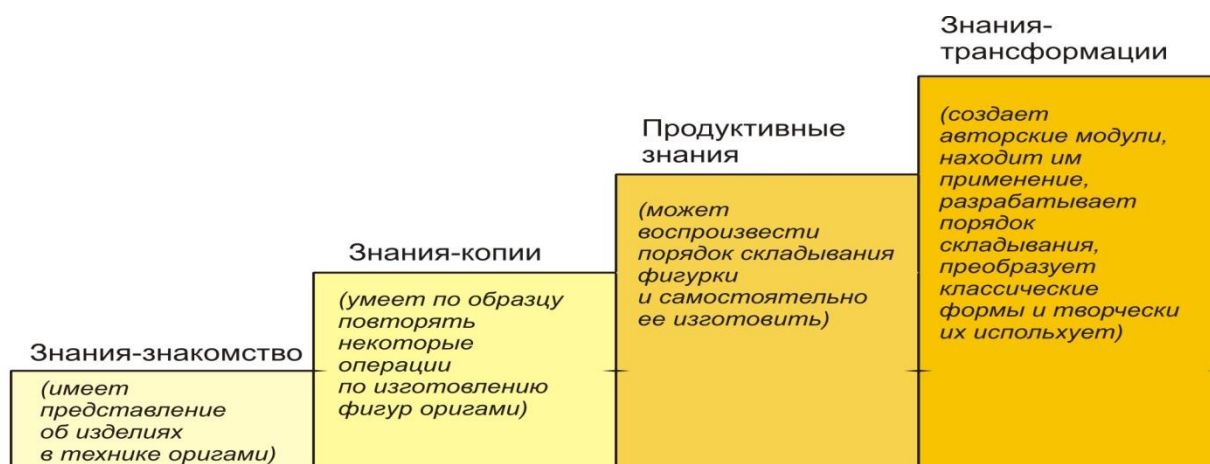 Знания-знакомство
(имеет
представление
об изделиях
в технике оригами)
Знания-копии
(умеет по образцу
повторять
некоторые
операции
по изготовлению
фигур оригами)
Продуктивные
знания
(может
воспроизвести
порядок складывания
фигурки
и самостоятельно
ее изготовить)
Знания-
трансформации
(создает
авторские модули,
находит им
применение,
разрабатывает
порядок
складывания,
преобразует
классические
формы и творчески
их испольхует)